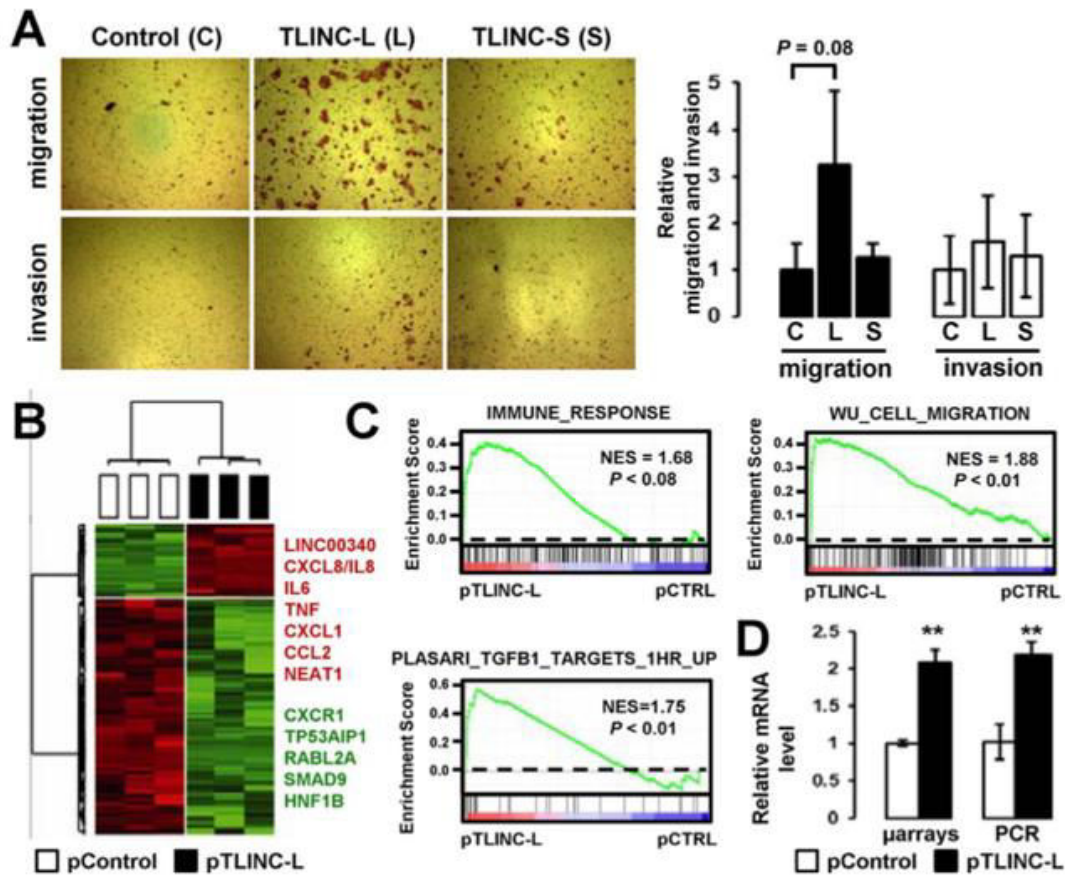 A
Control (C)
TLINC-L (L)
TLINC-S (S)
migration
invasion
P = 0.08
Relative
migration and invasion
5
4
3
2
1
0
C L S
C L S
migration
invasion
B
LINC00340
CXCL8/IL8
IL6
TNF
CXCL1
CCL2
NEAT1
CXCR1
TP53AIP1
RABL2A
SMAD9
HNF1B
pControl
pTLINC-L
C
IMMUNE_RESPONSE
Enrichment Score
0.4
0.3
0.2
0.1
0.0
NES = 1.68
P < 0.08
pTLINC-L
pCTRL
WU_CELL_MIGRATION
Enrichment Score
0.4
0.3
0.2
0.1
0.0
NES = 1.88
P < 0.01
pTLINC-L
pCTRL
PLASARI_TGFB1_TARGETS_1HR_UP
Enrichment Score
0.6
0.4
0.2
0.0
NES=1.75
P < 0.01
pTLINC-L
pCTRL
D
Relative mRNA
level
2.5
2
1.5
1
0.5
0
**
**
µarrays
PCR
pControl
pTLINC-L